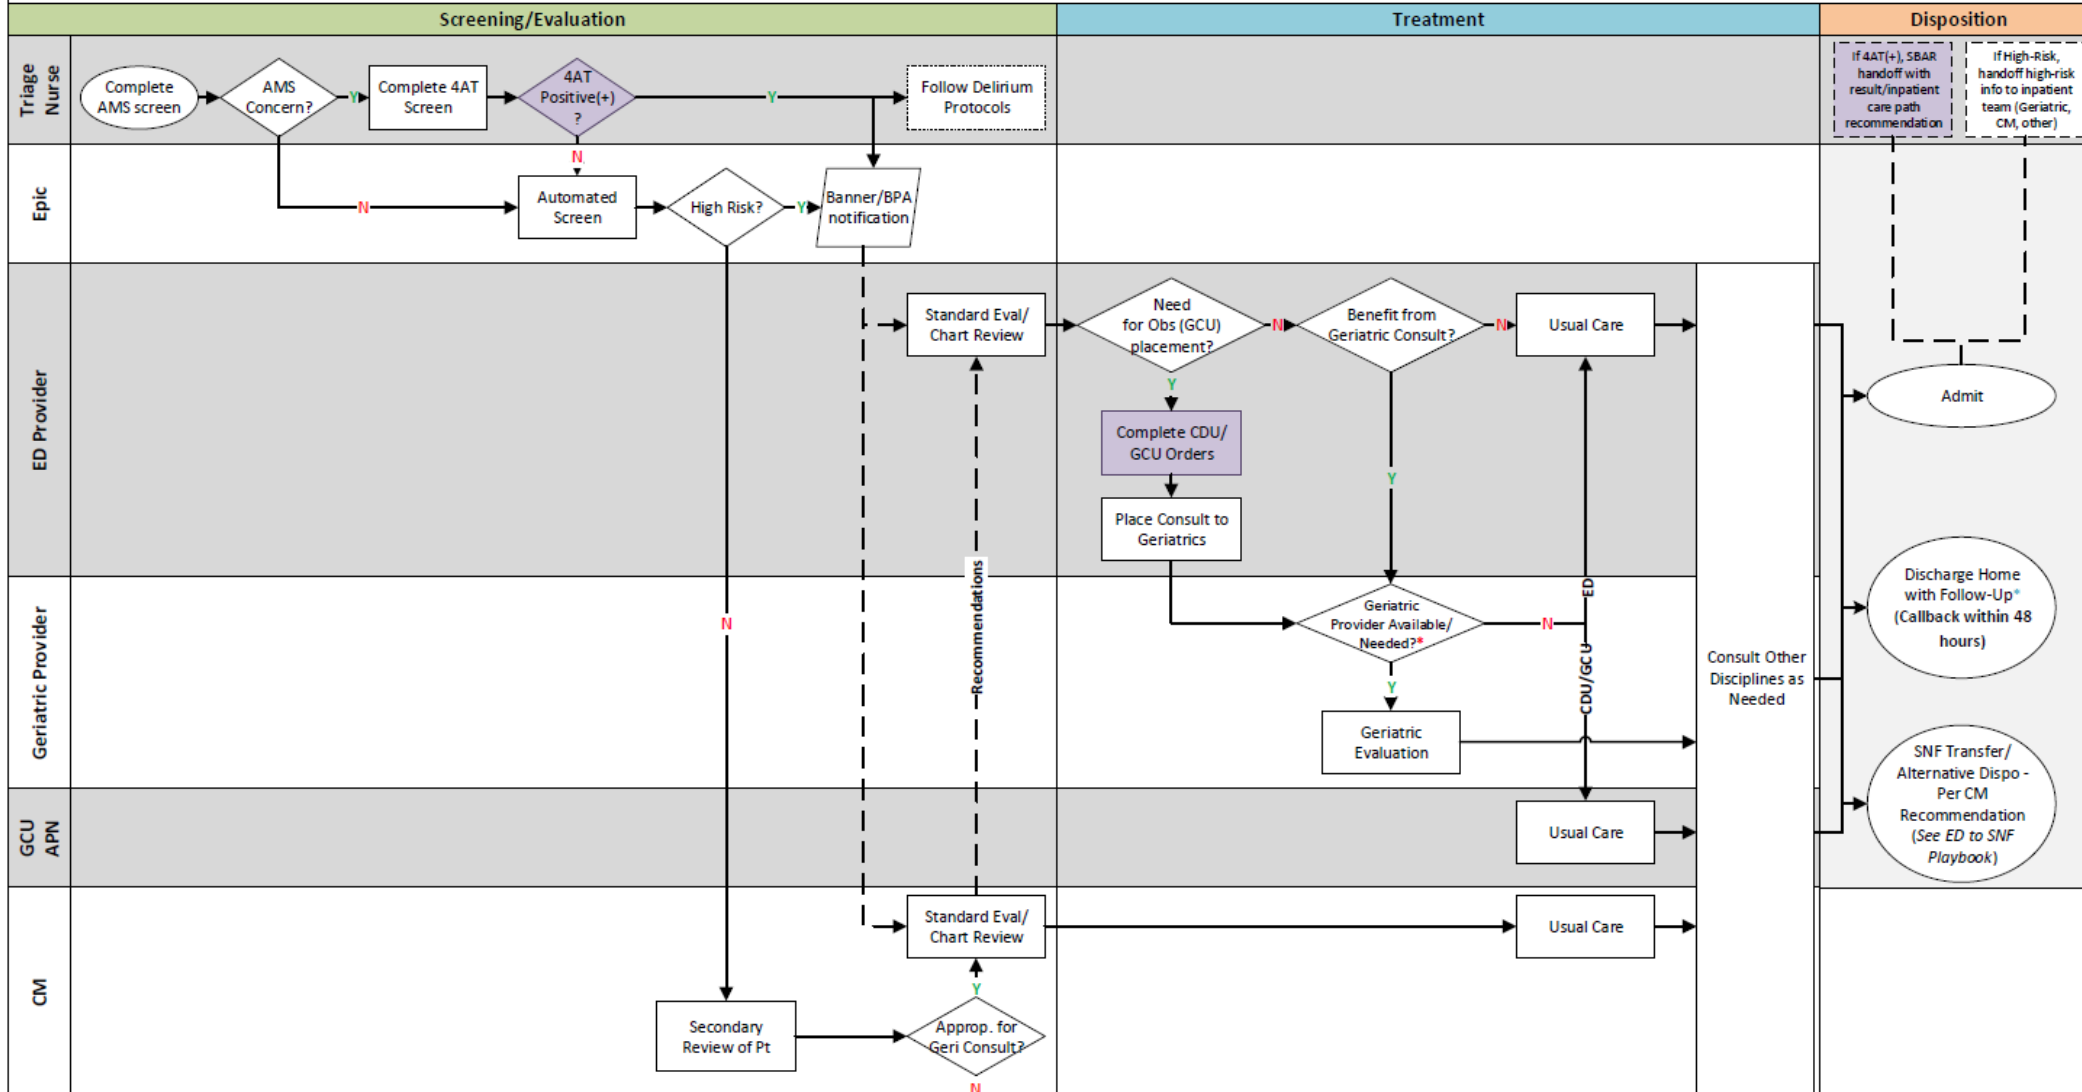 Screening/Evaluation
Treatment
Disposition
Triage
Nurse
Complete
AMS screen
AMS
Concern?
Y
Complete 4AT
Screen
4AT
Positive(+)
?
Y
Follow Delirium
Protocols
If 4AT(+), SBAR
handoff with
result/inpatient
care path
recommendation
If High-Risk,
handoff high-risk
info to inpatient
team (Geriatric,
CM, other)
N
Epic
N
Automated
Screen
High Risk?
Y
Banner/BPA
notification
ED Provider
Standard Eval/
Chart Review
Need
for Obs (GCU)
placement?
N
Benefit from
Geriatric Consult?
N
Usual Care
Y
Complete CDU/
GCU Orders
Place Consult to
Geriatrics
Y
Admit
Recommendations
ED
Discharge Home
with Follow-Up*
(Callback within 48
hours)
Geriatric Provider
N
Geriatric
Provider Available/
Needed?*
N
CDU/GCU
Y
Geriatric
Evaluation
Consult Other
Disciplines as
Needed
SNF Transfer/
Alternative Dispo -
Per CM
Recommendation
(See ED to SNF
Playbook)
GCU
APN
Usual Care
CM
Standard Eval/
Chart Review
Usual Care
Y
Secondary
Review of Pt
Approp. for
Geri Consult?
N